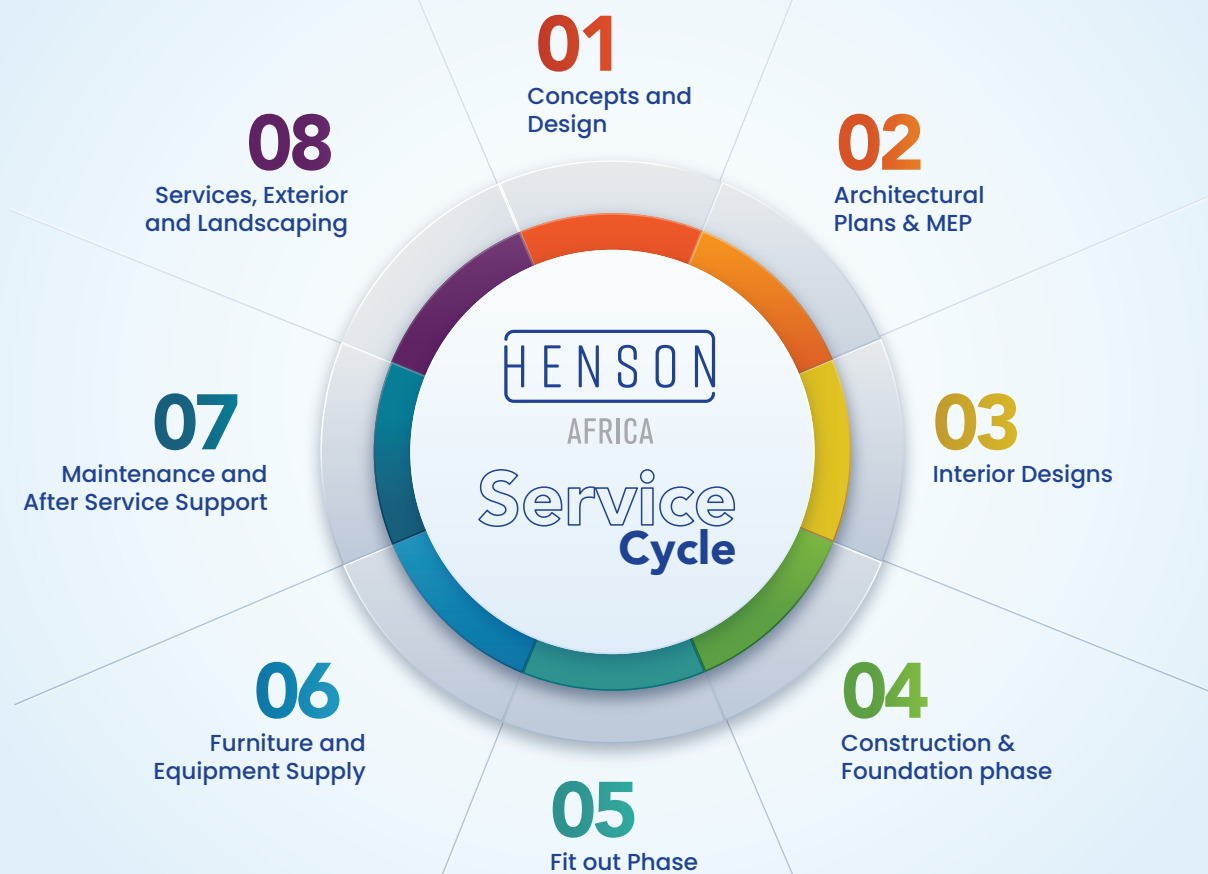 01
Concepts and
Design
02
Architectural
Plans & MEP
03
Interior Designs
04
Construction &
Foundation phase
05
Fit out Phase
06
Furniture and
Equipment Supply
07
Maintenance and
After Service Support
08
Services, Exterior
and Landscaping
HENSON
AFRICA
Service
Cycle